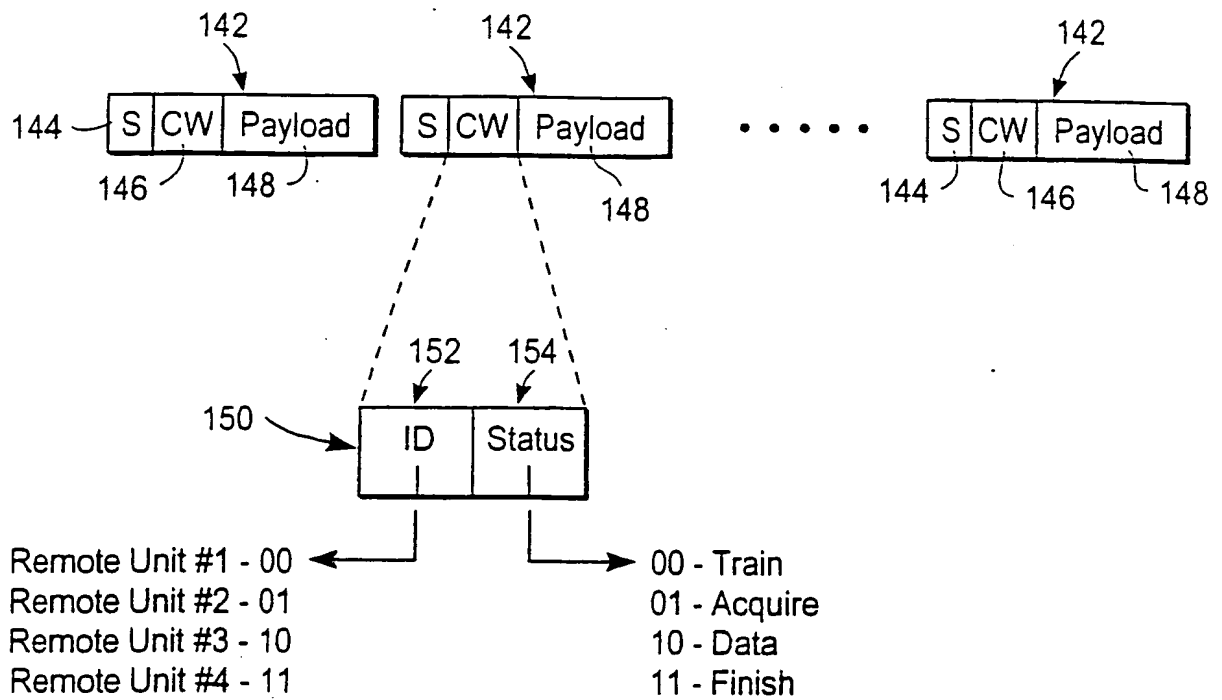 142 142 142
144 S CW Payload S CW Payload S CW Payload
146 148 148 144 146 148
152 154
150 ID Status
Remote Unit #1 - 00 00 - Train
Remote Unit #2 - 01 01 - Acquire
Remote Unit #3 - 10 10 - Data
Remote Unit #4 - 11 11 - Finish